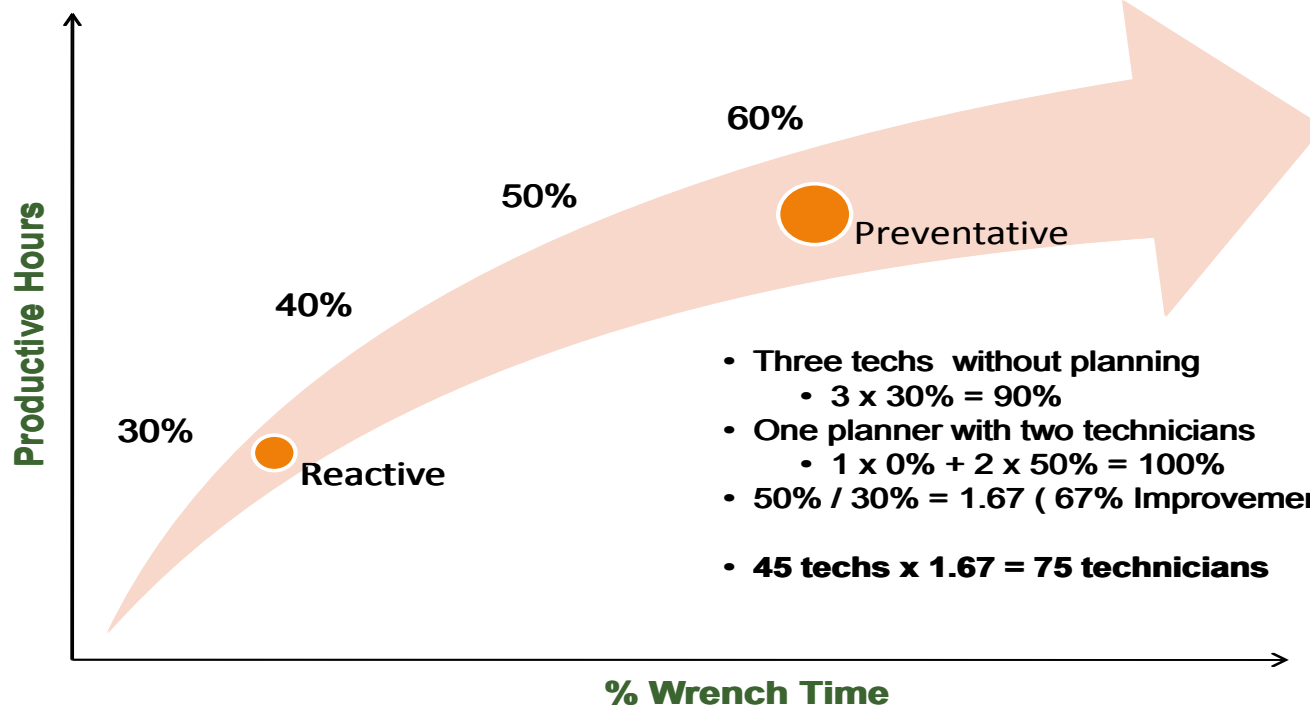 60%
50%
Preventative
40%
Productive Hours
• Three techs without planning
• 3 x 30% = 90%
30%
• One planner with two technicians
• 1 x 0% + 2 x 50% = 100%
Reactive
• 50% / 30% = 1.67 ( 67% Improvemen
• 45 techs x 1.67 = 75 technicians
% Wrench Time